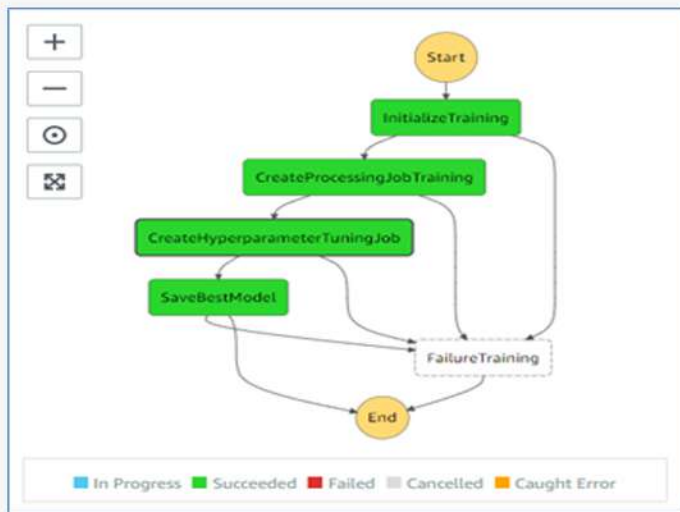 Start
InitializeTraining
CreateProcessingJobTraining
CreateHyperparameterTuningJob
SaveBestModel
FailureTraining
End
In Progress Succeeded Failed Cancelled Caught Error